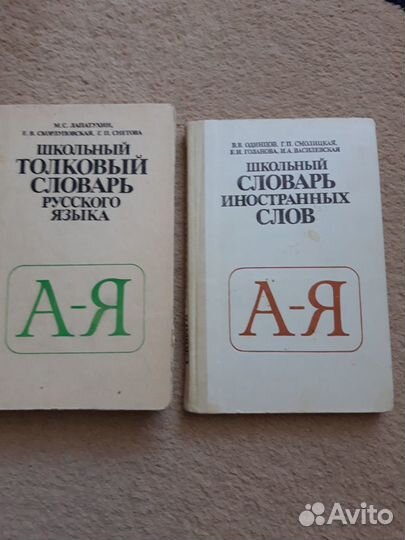 М. С. ЛАПАТУХИН
Е. В. СКОРЛУПОВСКАЯ, Г. П. СНЕТОВА
ШКОЛЬНЫЙ
ТОЛКОВЫЙ
СЛОВАРЬ
РУССКОГО
ЯЗЫКА
А-Я
В. В. ОДИНЦОВ, Г. П. СМОЛИЦКАЯ,
Е. И. ГОЛАНОВА, И. А. ВАСИЛЕВСКАЯ
ШКОЛЬНЫЙ
СЛОВАРЬ
ИНОСТРАННЫХ
СЛОВ
А-Я
Avito